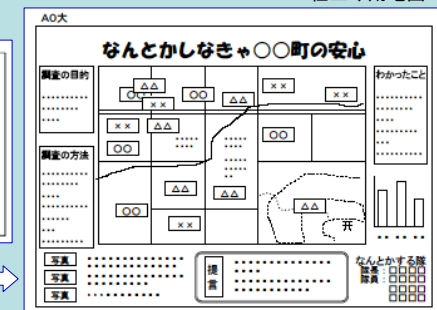 A0大
なんとかしなきゃ○○町の安心
調査の目的
調査の方法
わかったこと
△△
○○
××
○○
△△
××
××
△△
○○
○○
△△
△△
△△
○○
××
写真
写真
写真
提言
なんとかする隊
隊長:□□□□
隊員:□□□□
□□□□
□□□□